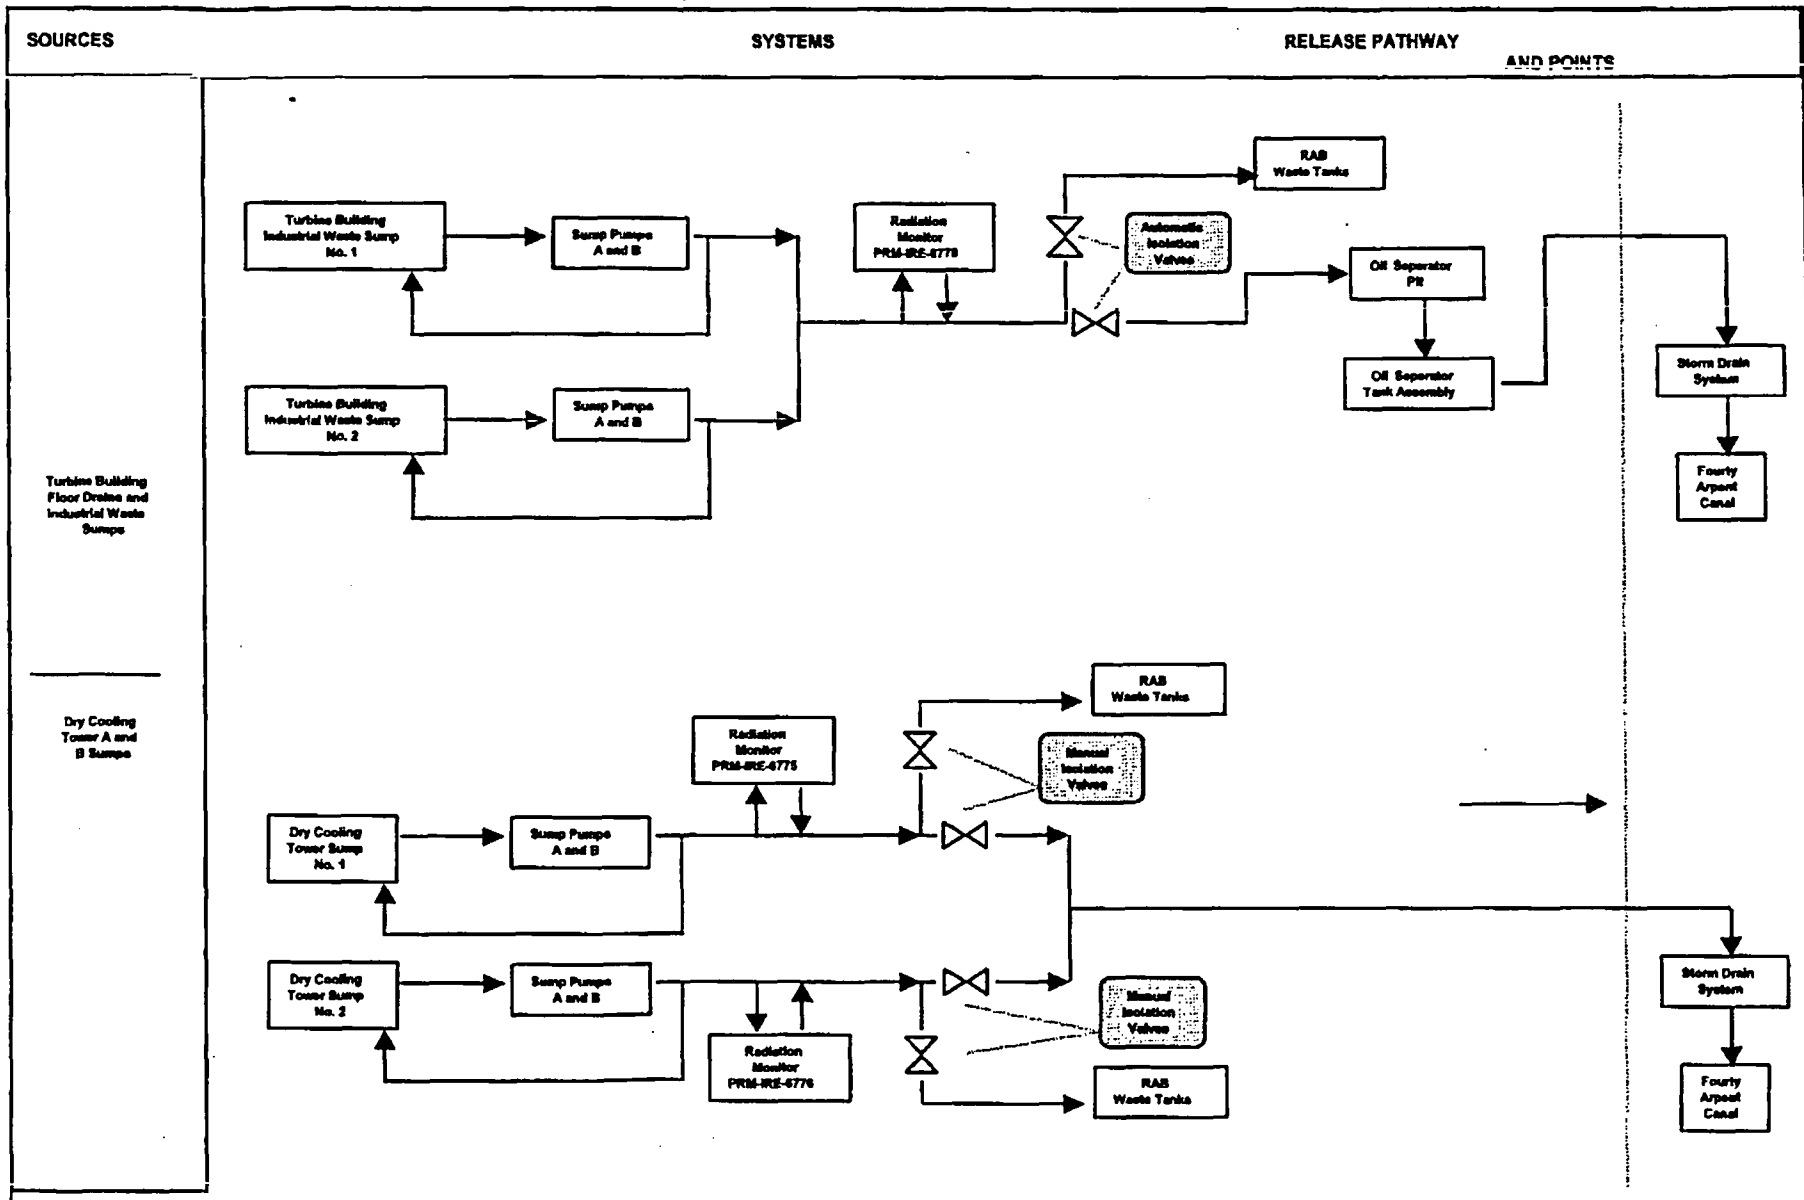 SOURCES
SYSTEMS
RELEASE PATHWAY
AND POINTS
RAB
Waste Tanks
Turbine Building
Industrial Waste Sump
No. 1
Sump Pumps
A and B
Radiation
Monitor
PRM-IRE-6778
Automatic
Isolation
Valves
Oil Separator
Pit
Turbine Building
Industrial Waste Sump
No. 2
Sump Pumps
A and B
Oil Separator
Tank Assembly
Storm Drain
System
Fourty
Arpent
Canal
Turbine Building
Floor Drains and
Industrial Waste
Sumps
Dry Cooling
Tower A and
B Sumps
RAB
Waste Tanks
Radiation
Monitor
PRM-IRE-6775
Manual
Isolation
Valves
Dry Cooling
Tower Sump
No. 1
Sump Pumps
A and B
Dry Cooling
Tower Sump
No. 2
Sump Pumps
A and B
Manual
Isolation
Valves
Storm Drain
System
Radiation
Monitor
PRM-IRE-6776
RAB
Waste Tanks
Fourty
Arpent
Canal